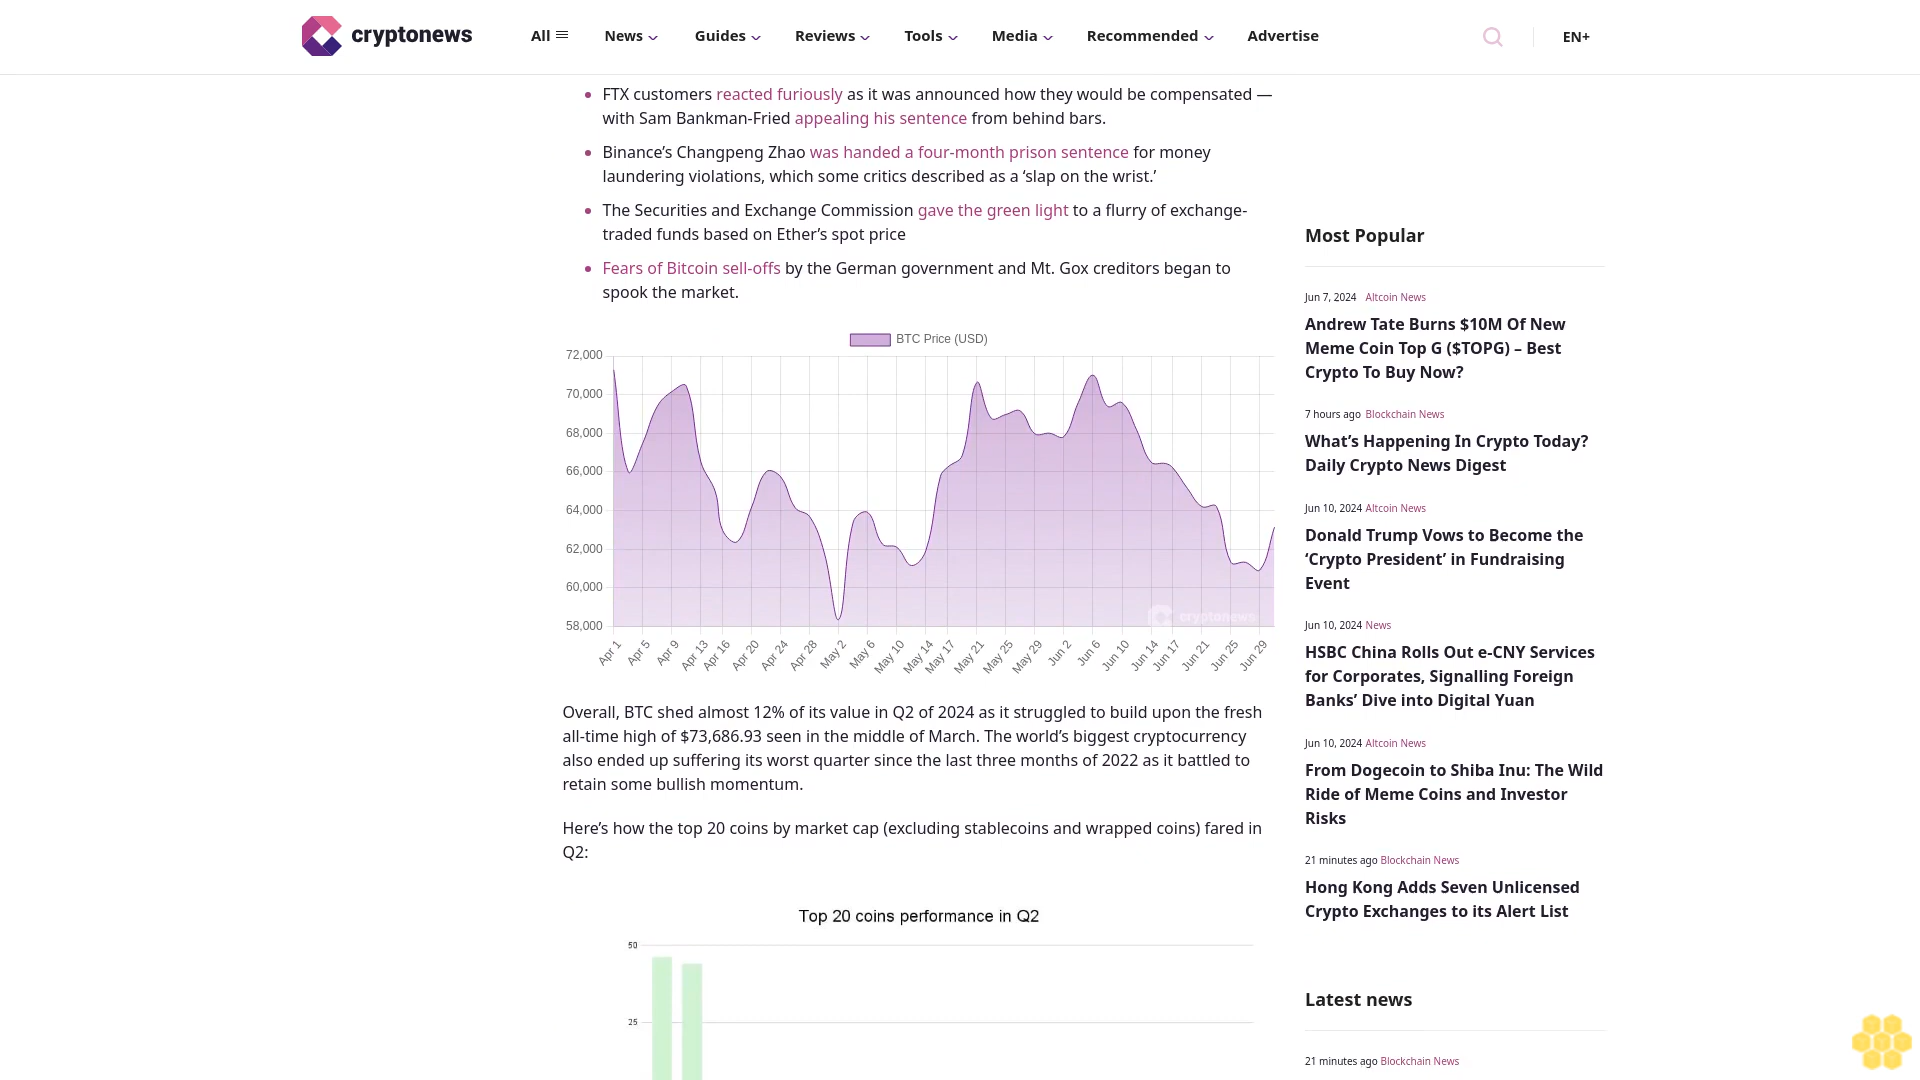 cryptonews
All
News
Guides
Reviews
Tools
Media
Recommended
Advertise
EN+
FTX customers reacted furiously as it was announced how they would be compensated —
with Sam Bankman-Fried appealing his sentence from behind bars.
Binance’s Changpeng Zhao was handed a four-month prison sentence for money
laundering violations, which some critics described as a ‘slap on the wrist.’
The Securities and Exchange Commission gave the green light to a flurry of exchange-
traded funds based on Ether’s spot price
Fears of Bitcoin sell-offs by the German government and Mt. Gox creditors began to
spook the market.
BTC Price (USD)
72,000
70,000
68,000
66,000
64,000
62,000
60,000
58,000
cryptonews
Apr 1
Apr 5
Apr 9
Apr 13
Apr 16
Apr 20
Apr 24
Apr 28
May 2
May 6
May 10
May 14
May 17
May 21
May 25
May 29
Jun 2
Jun 6
Jun 10
Jun 14
Jun 17
Jun 21
Jun 25
Jun 29
Overall, BTC shed almost 12% of its value in Q2 of 2024 as it struggled to build upon the fresh
all-time high of $73,686.93 seen in the middle of March. The world’s biggest cryptocurrency
also ended up suffering its worst quarter since the last three months of 2022 as it battled to
retain some bullish momentum.
Here’s how the top 20 coins by market cap (excluding stablecoins and wrapped coins) fared in
Q2:
Top 20 coins performance in Q2
50
25
Most Popular
Jun 7, 2024 Altcoin News
Andrew Tate Burns $10M Of New
Meme Coin Top G ($TOPG) – Best
Crypto To Buy Now?
7 hours ago Blockchain News
What’s Happening In Crypto Today?
Daily Crypto News Digest
Jun 10, 2024 Altcoin News
Donald Trump Vows to Become the
‘Crypto President’ in Fundraising
Event
Jun 10, 2024 News
HSBC China Rolls Out e-CNY Services
for Corporates, Signalling Foreign
Banks’ Dive into Digital Yuan
Jun 10, 2024 Altcoin News
From Dogecoin to Shiba Inu: The Wild
Ride of Meme Coins and Investor
Risks
21 minutes ago Blockchain News
Hong Kong Adds Seven Unlicensed
Crypto Exchanges to its Alert List
Latest news
21 minutes ago Blockchain News